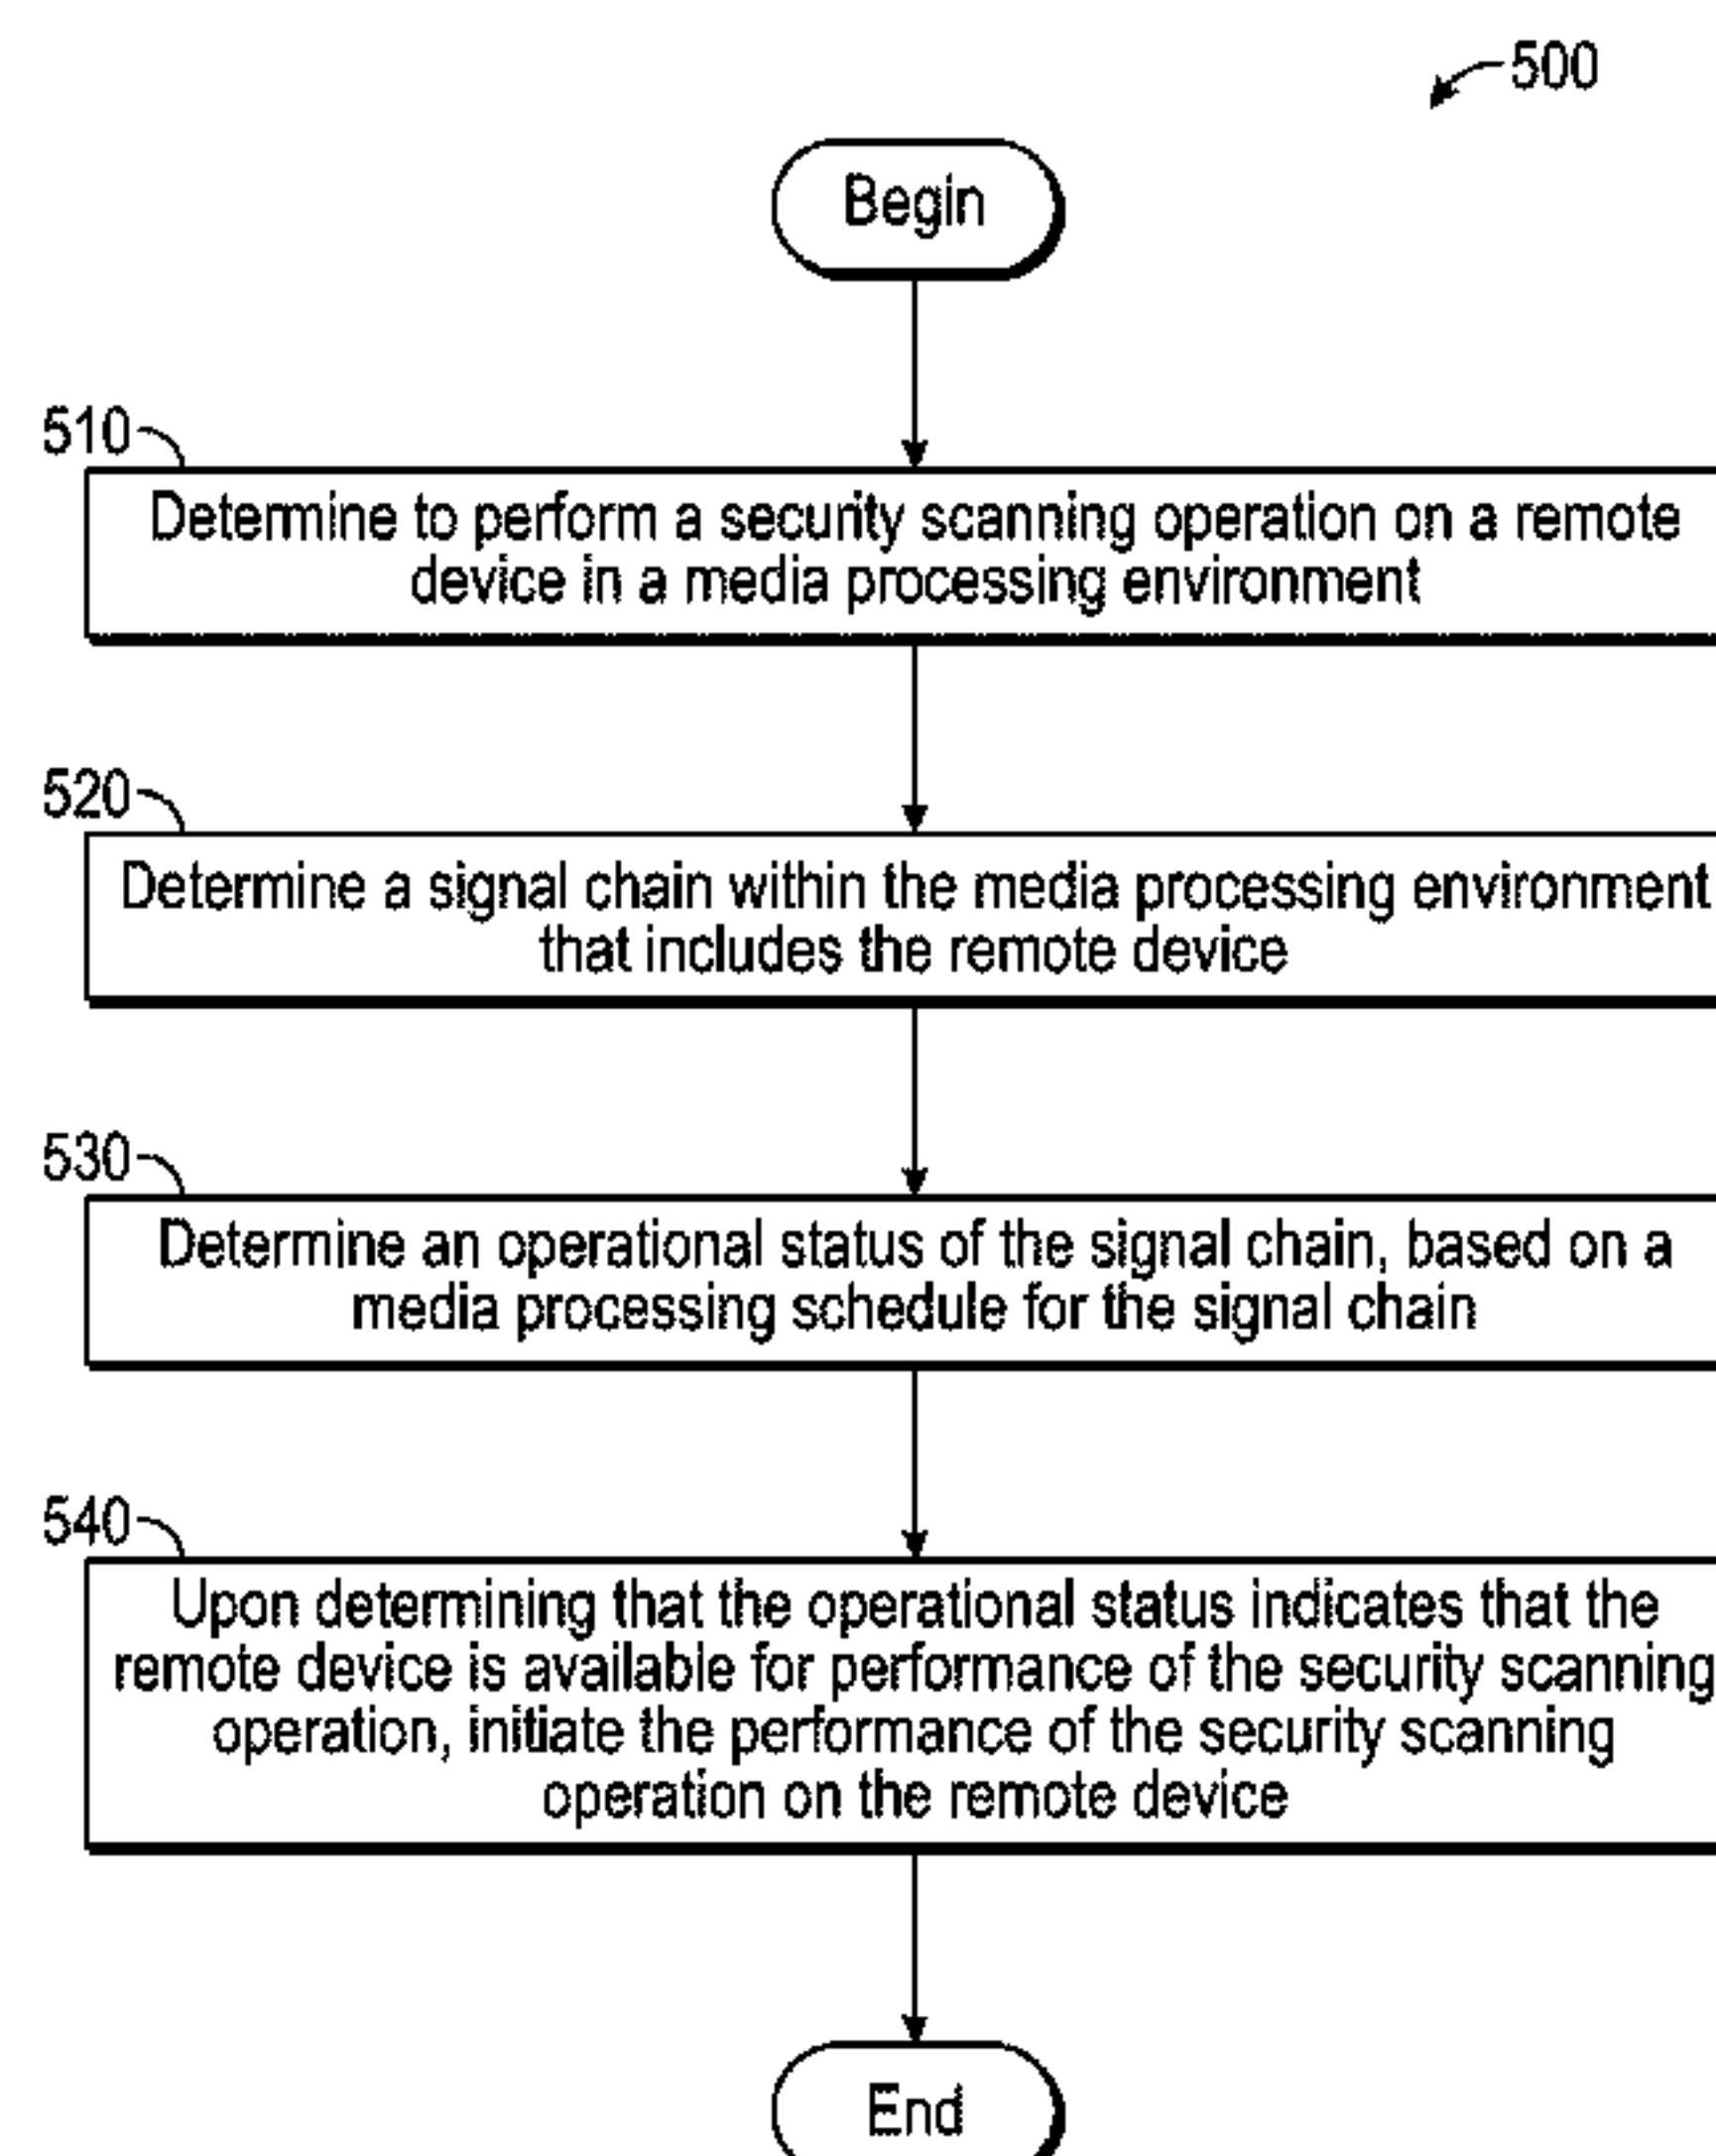 500
Begin
510
Determine to perform a security scanning operation on a remote
device in a media processing environment
520
Determine a signal chain within the media processing environment
that includes the remote device
530
Determine an operational status of the signal chain, based on a
media processing schedule for the signal chain
540
Upon determining that the operational status indicates that the
remote device is available for performance of the security scanning
operation, initiate the performance of the security scanning
operation on the remote device
End